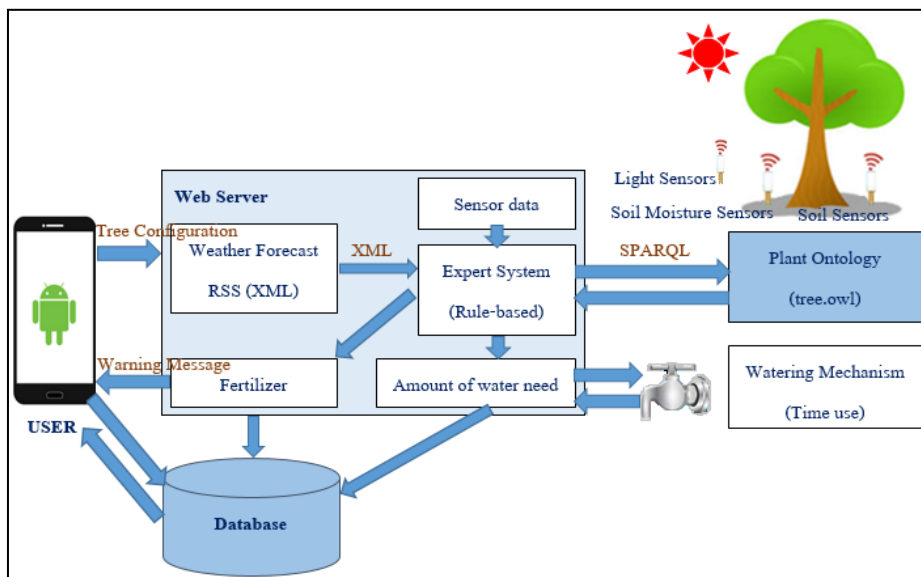 Light Sensors
Soil Moisture Sensors
Soil Sensors
Web Server
Sensor data
Tree Configuration
Weather Forecast
RSS (XML)
XML
Expert System
(Rule-based)
SPARQL
Plant Ontology
(tree.owl)
Warning Message
Fertilizer
Amount of water need
Watering Mechanism
(Time use)
USER
Database